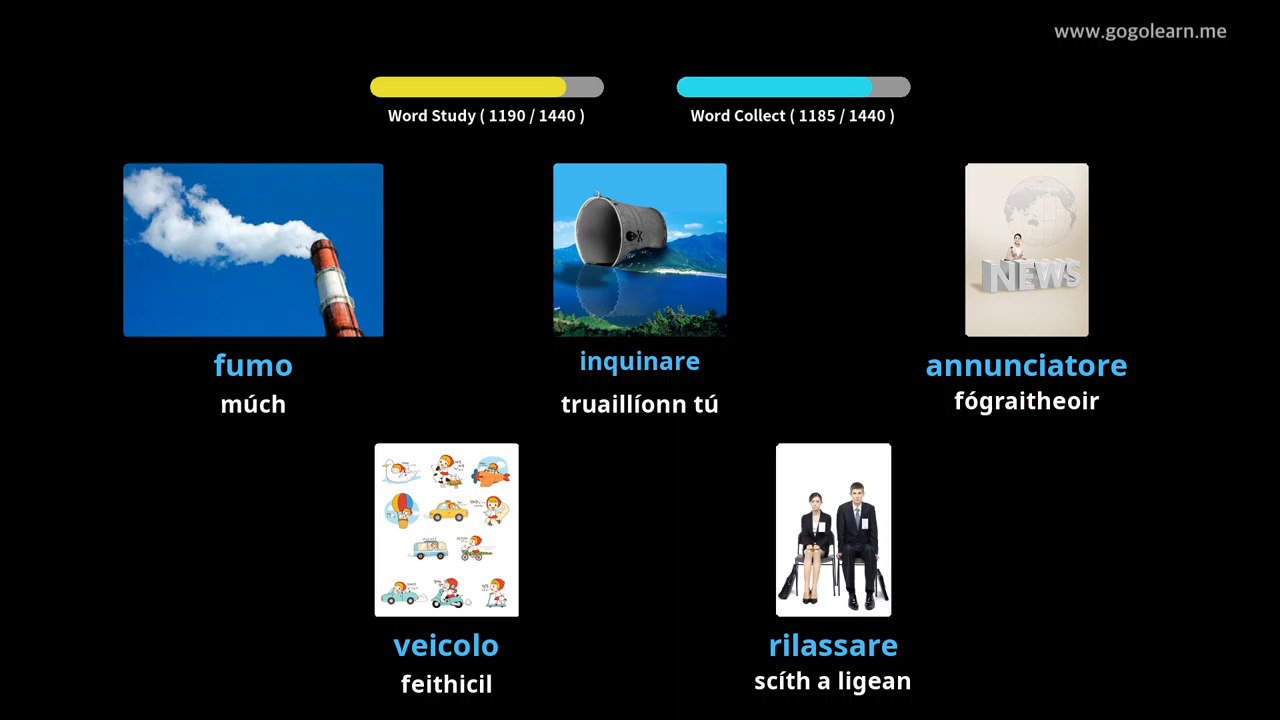 www.gogolearn.me
Word Study ( 1190 / 1440 )
Word Collect ( 1185 / 1440 )
NEWS
fumo
múch
inquinare
truaillíonn tú
annunciatore
fógraitheoir
veicolo
feithicil
rilassare
scíth a ligean